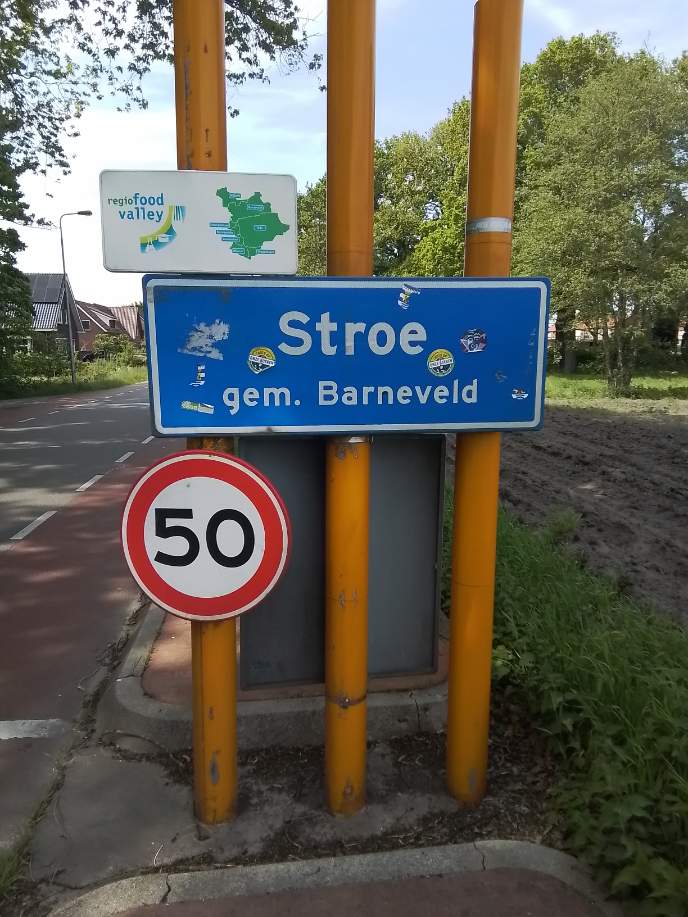 regio food
valley
Stroe
gem. Barneveld
50